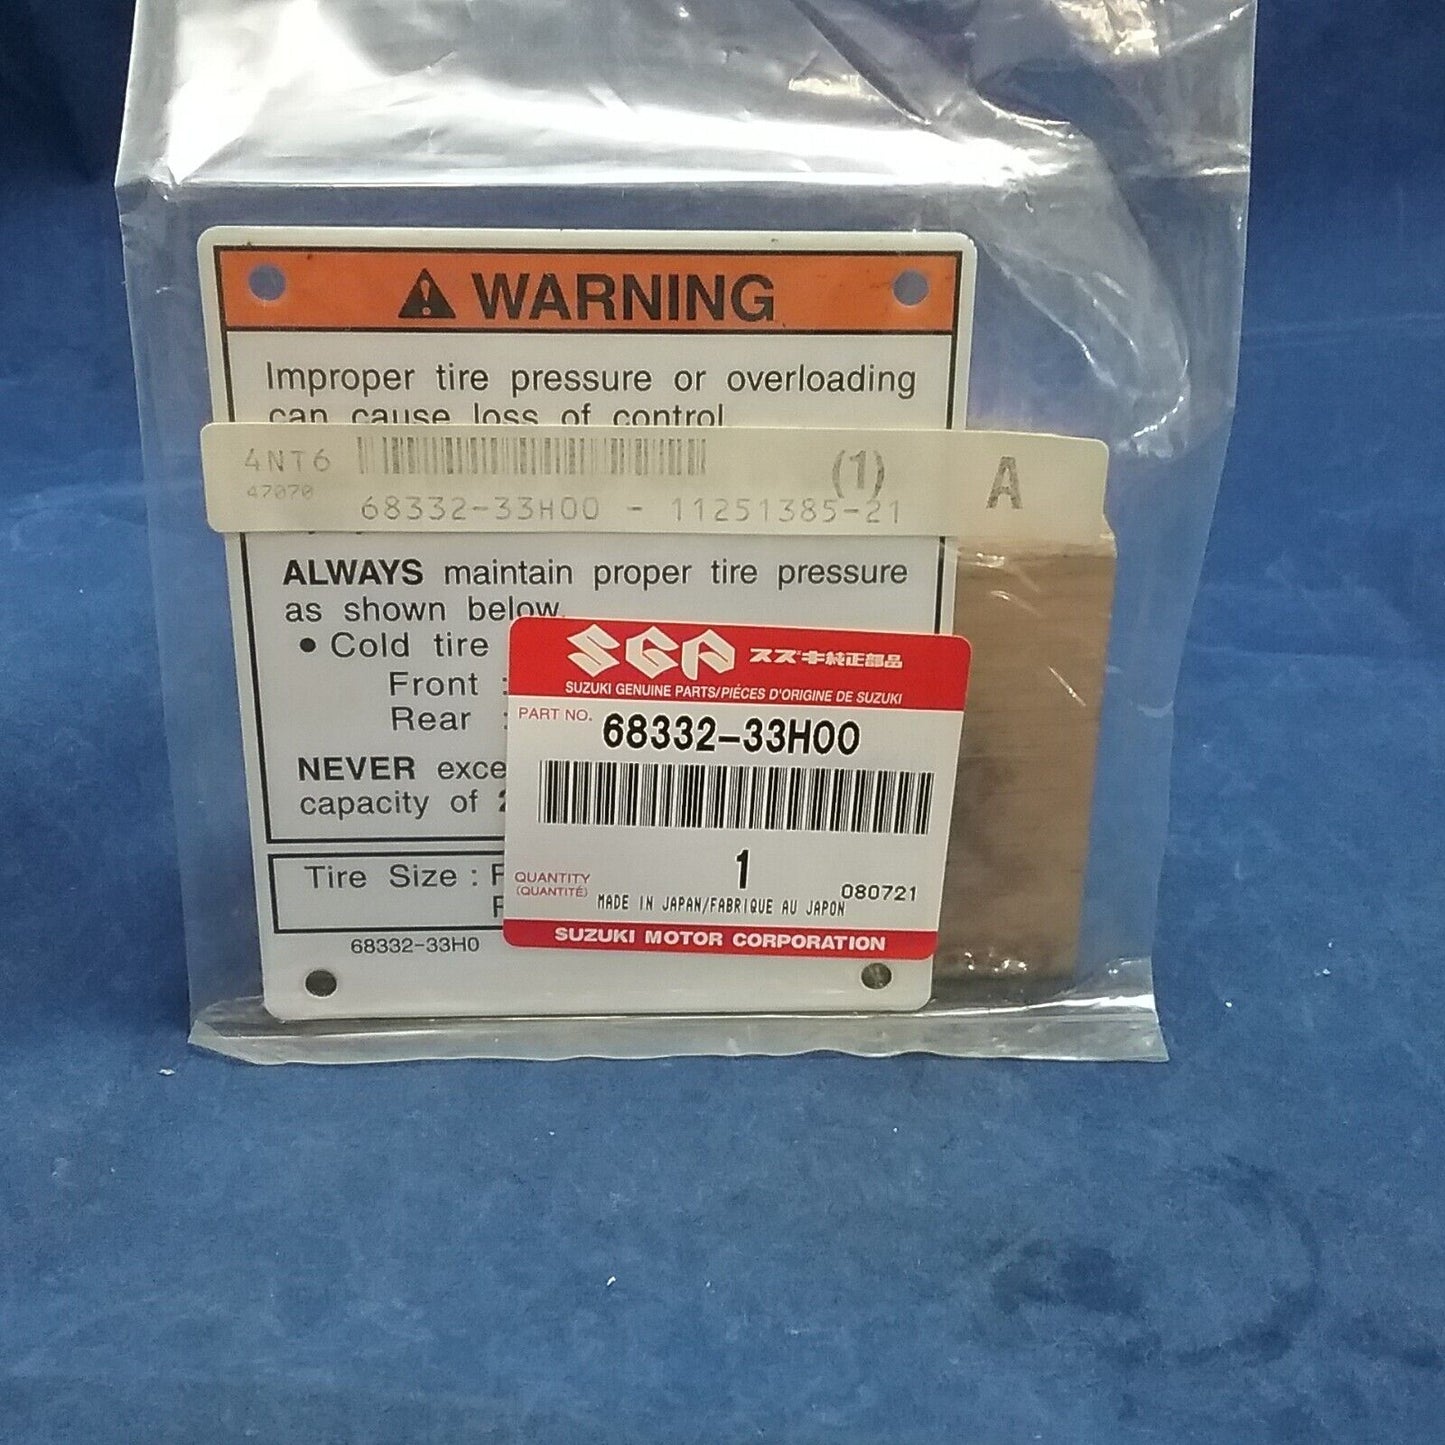 WARNING
Improper tire pressure or overloading
can cause loss of control
4NT6
47070
(1)
A
68332-33H00 - 11251385-21
ALWAYS maintain proper tire pressure
as shown below.
• Cold tire
Front :
Rear :
NEVER exce
capacity of
Tire Size : F
68332-33H0
SGP スズキ純正部品
SUZUKI GENUINE PARTS/PIÉCES D'ORIGINE DE SUZUKI
PART NO. 68332-33H00
1
QUANTITY
(QUANTITÉ)
080721
MADE IN JAPAN/FABRIQUE AU JAPON
SUZUKI MOTOR CORPORATION